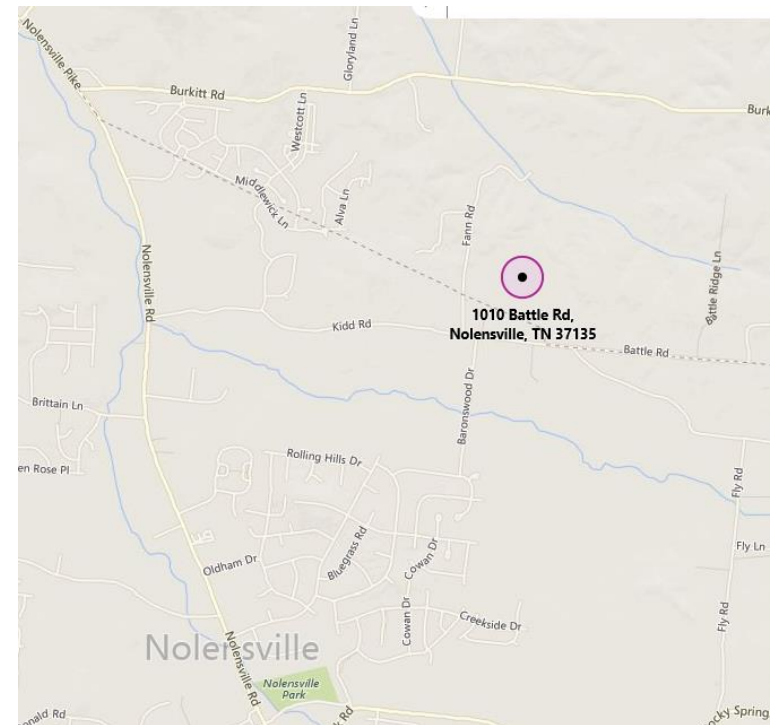 Nolensville Pike
Burkitt Rd
Gloryland Ln
Burk
Westcott Ln
Middlewick Ln
Alva Ln
Fann Rd
Nolensville Rd
Battle Ridge Ln
1010 Battle Rd,
Nolensville, TN 37135
Kidd Rd
Battle Rd
Brittain Ln
Baronswood Dr
en Rose Pl
Rolling Hills Dr
Fly Rd
Bluegrass Rd
Oldham Dr
Cowan Dr
Fly Ln
Cowan Dr
Creekside Dr
Fly Rd
Nolensville
Nolensville Rd
Nolensville
Park
onald Rd
k Rd
cky Spring